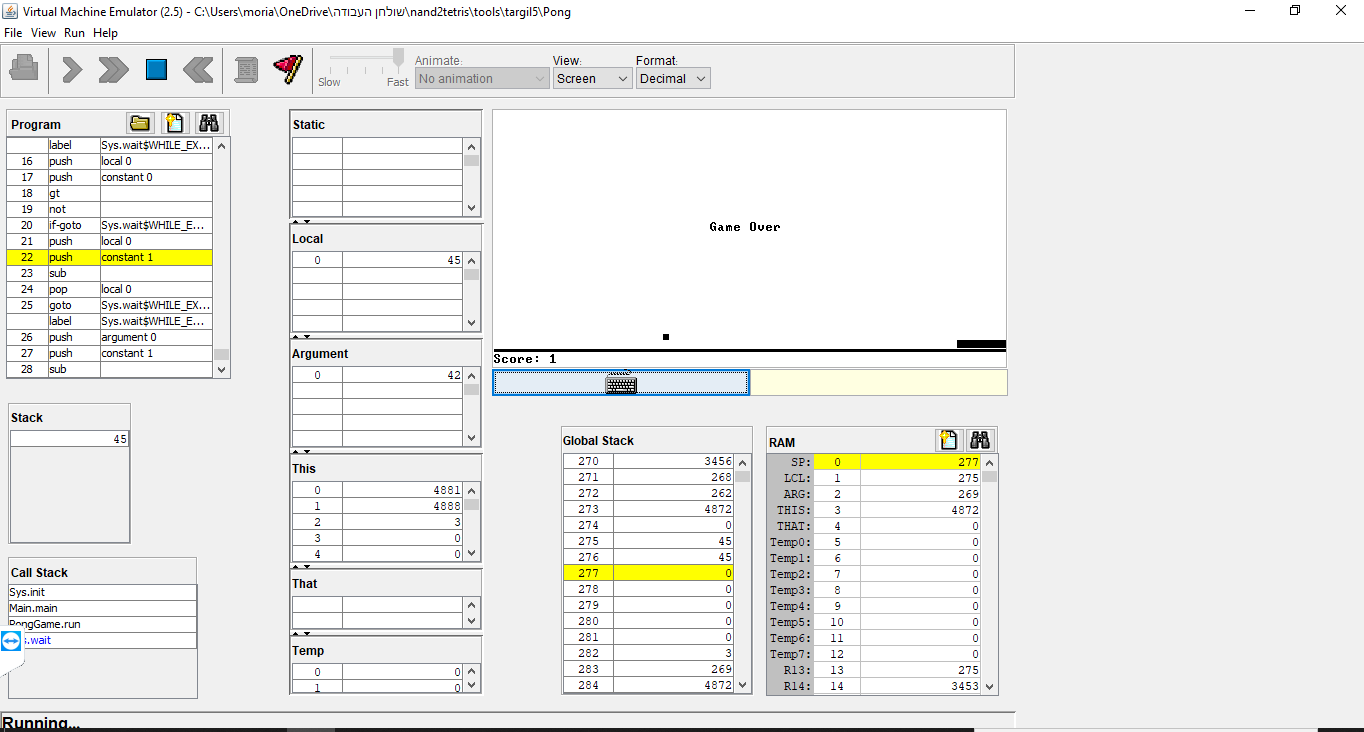 Virtual Machine Emulator (2.5) - C:\Users\moria\OneDrive\שולחן העבודה\nand2tetris\tools\targil5\Pong
File View Run Help
Slow Fast
Animate:
No animation
View:
Screen
Format:
Decimal
Program
label Sys.wait$WHILE_EX...
16 push local 0
17 push constant 0
18 gt
19 not
20 if-goto Sys.wait$WHILE_E...
21 push local 0
22 push constant 1
23 sub
24 pop local 0
25 goto Sys.wait$WHILE_EX...
label Sys.wait$WHILE_E...
26 push argument 0
27 push constant 1
28 sub
Stack
45
Call Stack
Sys.init
Main.main
PongGame.run
s.wait
Static
Local
0 45
Argument
0 42
This
0 4881
1 4888
2 3
3 0
4 0
That
Temp
0 0
1 0
Game Over
Score: 1
Global Stack
270 3456
271 268
272 262
273 4872
274 0
275 45
276 45
277 0
278 0
279 0
280 0
281 0
282 3
283 269
284 4872
RAM
SP: 0 277
LCL: 1 275
ARG: 2 269
THIS: 3 4872
THAT: 4 0
Temp0: 5 0
Temp1: 6 0
Temp2: 7 0
Temp3: 8 0
Temp4: 9 0
Temp5: 10 0
Temp6: 11 0
Temp7: 12 0
R13: 13 275
R14: 14 3453
Running...